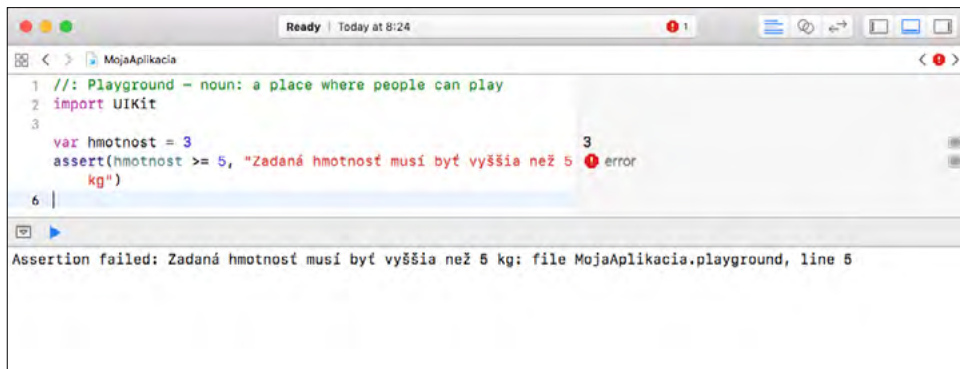 Ready | Today at 8:24
1
MojaAplikacia
1 //: Playground – noun: a place where people can play
2 import UIKit
3
var hmotnost = 3
3
assert(hmotnost >= 5, "Zadaná hmotnosť musí byť vyššia než 5
error
kg")
6
Assertion failed: Zadaná hmotnosť musí byť vyššia než 5 kg: file MojaAplikacia.playground, line 5